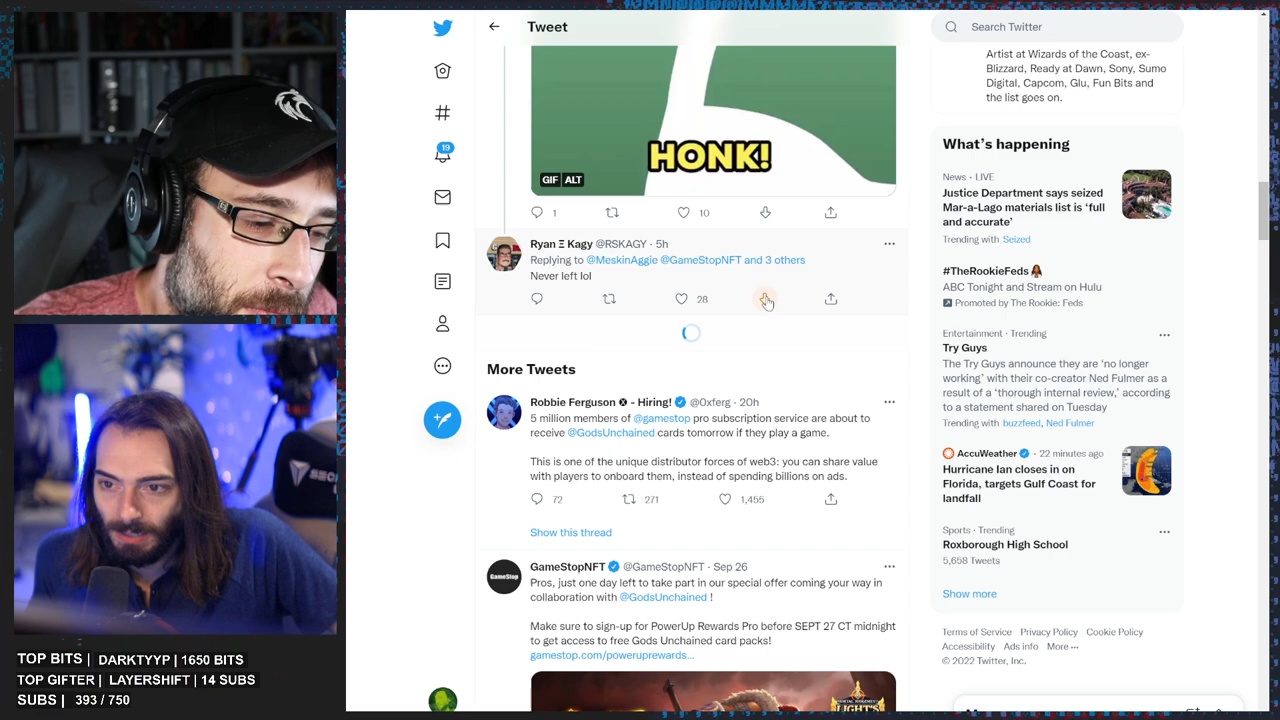 Tweet
Search Twitter
19
HONK!
GIF ALT
1
10
Ryan Ξ Kagy @RSKAGY · 5h
Replying to @MeskinAggie @GameStopNFT and 3 others
Never left lol
28
More Tweets
Robbie Ferguson - Hiring! @0xferg · 20h
5 million members of @gamestop pro subscription service are about to
receive @GodsUnchained cards tomorrow if they play a game.
This is one of the unique distributor forces of web3: you can share value
with players to onboard them, instead of spending billions on ads.
72
271
1,455
Show this thread
GameStop
GameStopNFT @GameStopNFT · Sep 26
Pros, just one day left to take part in our special offer coming your way in
collaboration with @GodsUnchained !
Make sure to sign-up for PowerUp Rewards Pro before SEPT 27 CT midnight
to get access to free Gods Unchained card packs!
gamestop.com/poweruprewards...
Artist at Wizards of the Coast, ex-
Blizzard, Ready at Dawn, Sony, Sumo
Digital, Capcom, Glu, Fun Bits and
the list goes on.
What's happening
News · LIVE
Justice Department says seized
Mar-a-Lago materials list is 'full
and accurate'
Trending with Seized
#TheRookieFeds
ABC Tonight and Stream on Hulu
Promoted by The Rookie: Feds
Entertainment · Trending
Try Guys
The Try Guys announce they are 'no longer
working' with their co-creator Ned Fulmer as a
result of a 'thorough internal review,' according
to a statement shared on Tuesday
Trending with buzzfeed, Ned Fulmer
AccuWeather · 22 minutes ago
Hurricane Ian closes in on
Florida, targets Gulf Coast for
landfall
Sports · Trending
Roxborough High School
5,658 Tweets
Show more
Terms of Service Privacy Policy Cookie Policy
Accessibility Ads info More ···
© 2022 Twitter, Inc.
TOP BITS | DARKTYYP | 1650 BITS
TOP GIFTER | LAYERSHIFT | 14 SUBS
SUBS | 393 / 750